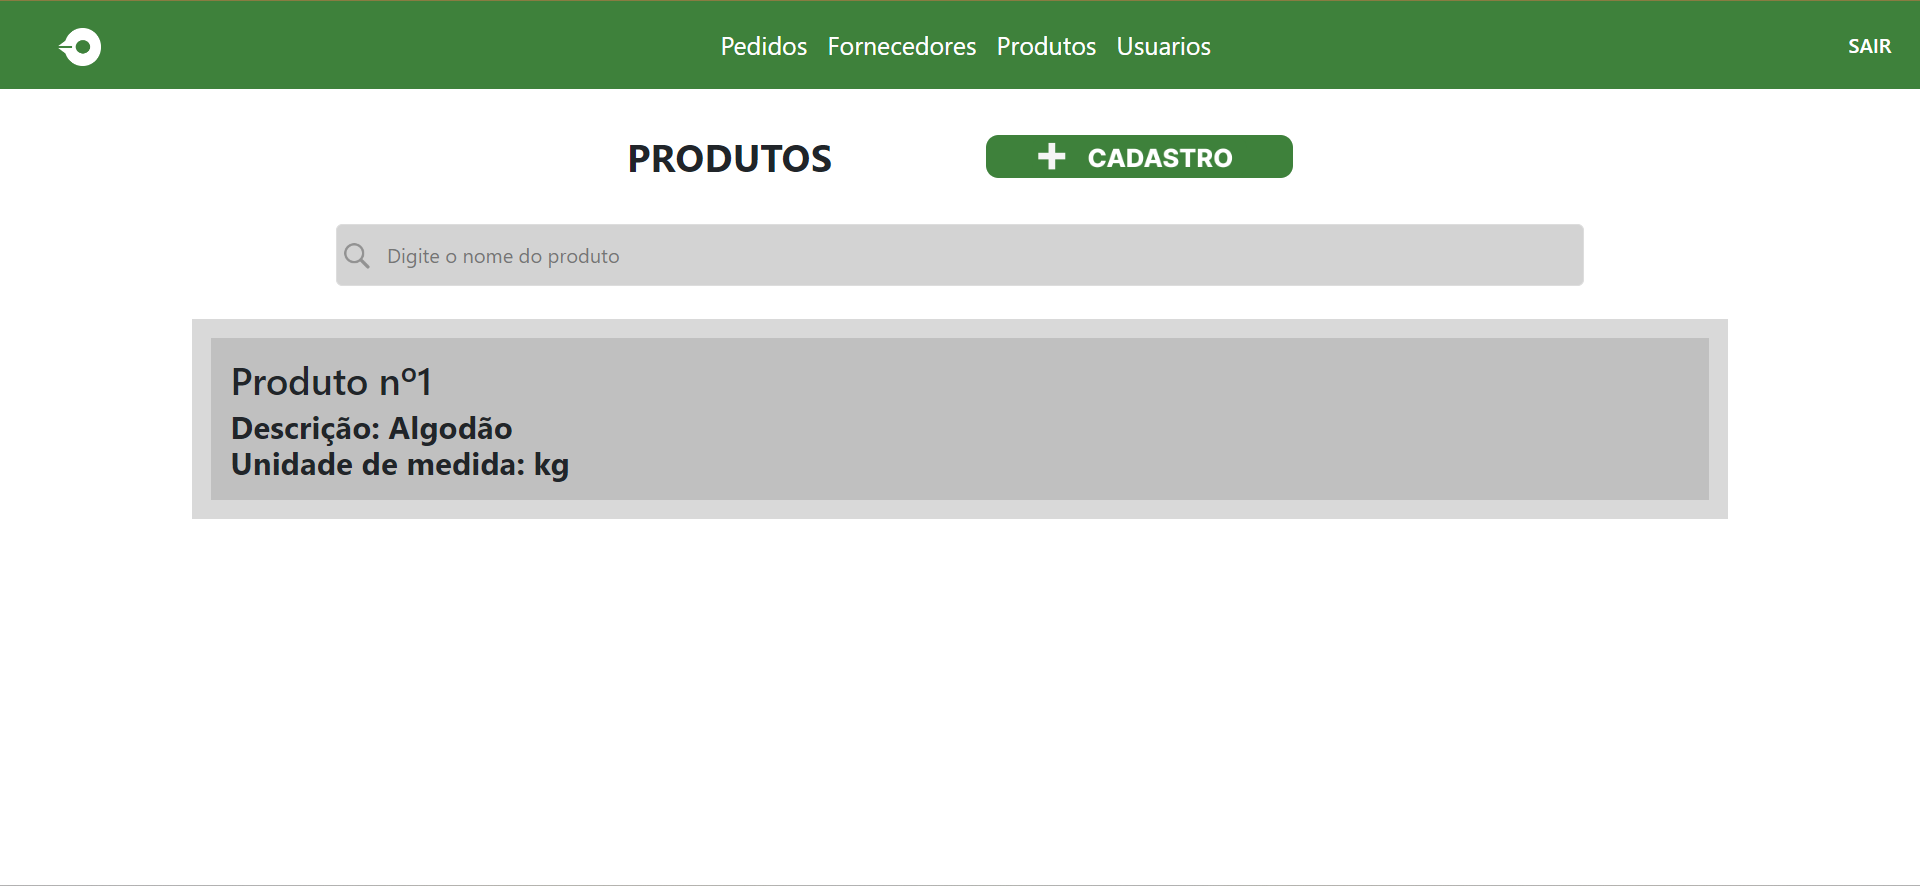 Pedidos Fornecedores Produtos Usuarios SAIR
PRODUTOS CADASTRO
Digite o nome do produto
Produto nº1
Descrição: Algodão
Unidade de medida: kg